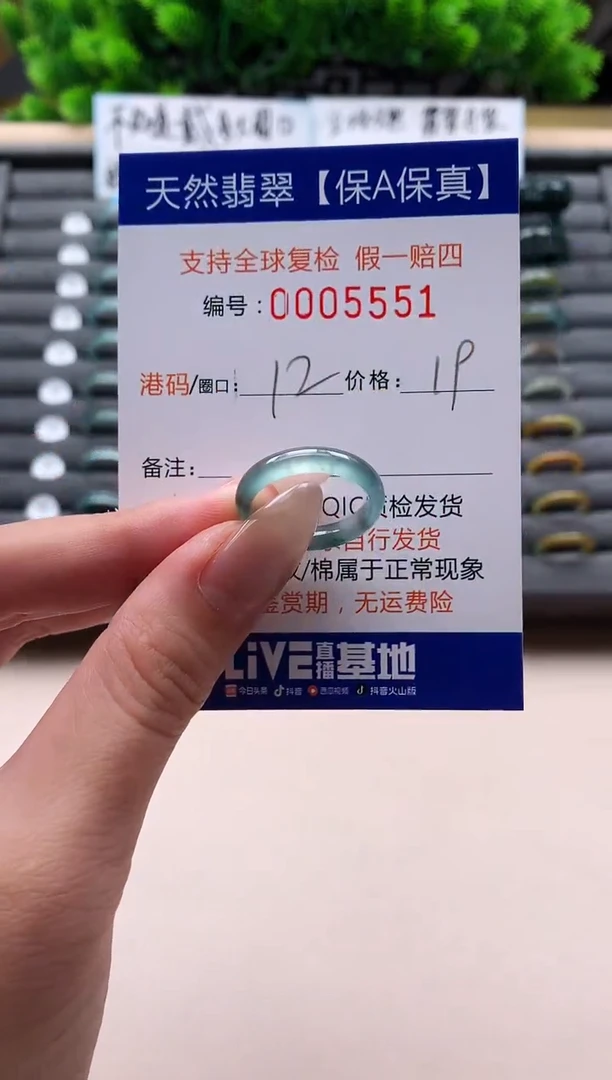 天然翡翠【保A保真】
支持全球复检 假一赔四
编号：0005551
港码/圈口：12 价格：19
备注：
QIC质检发货
自行发货
/棉属于正常现象
鉴赏期，无运费险
LiVE直播基地
今日头条 抖音 西瓜视频 抖音火山版